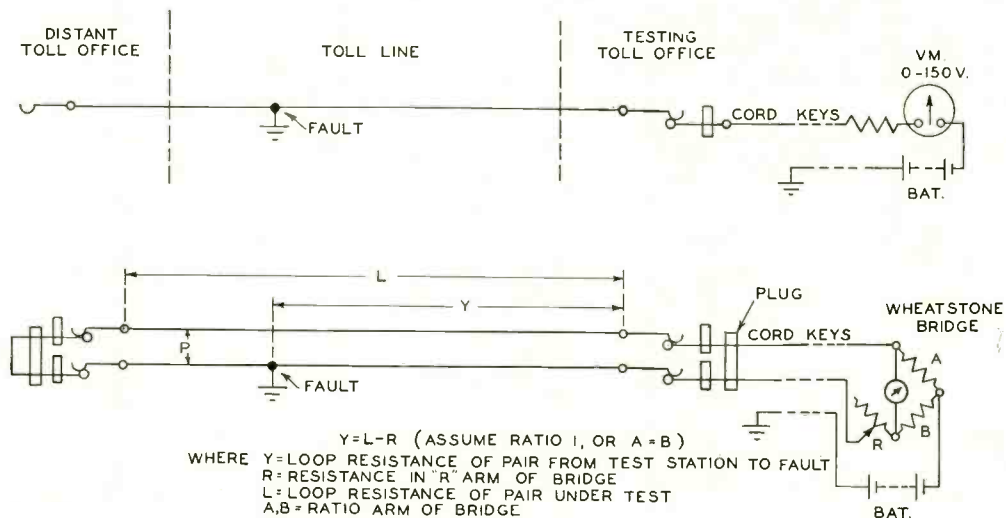 DISTANT
TOLL OFFICE
TOLL LINE
TESTING
TOLL OFFICE
VM.
0-150V.
FAULT
CORD KEYS
BAT.
L
Y
PLUG
WHEATSTONE
BRIDGE
CORD KEYS
P
A
FAULT
R
B
Y=L-R (ASSUME RATIO 1, OR A=B)
WHERE Y=LOOP RESISTANCE OF PAIR FROM TEST STATION TO FAULT
R=RESISTANCE IN "R" ARM OF BRIDGE
L=LOOP RESISTANCE OF PAIR UNDER TEST
A,B=RATIO ARM OF BRIDGE
BAT.